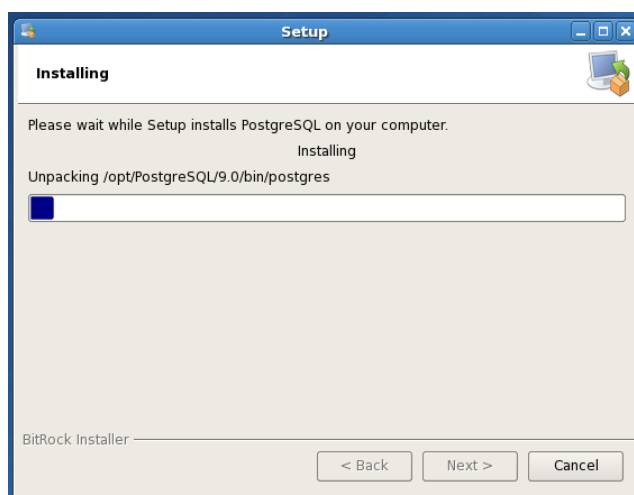 Setup
Installing
Please wait while Setup installs PostgreSQL on your computer.
Installing
Unpacking /opt/PostgreSQL/9.0/bin/postgres
BitRock Installer
< Back Next > Cancel